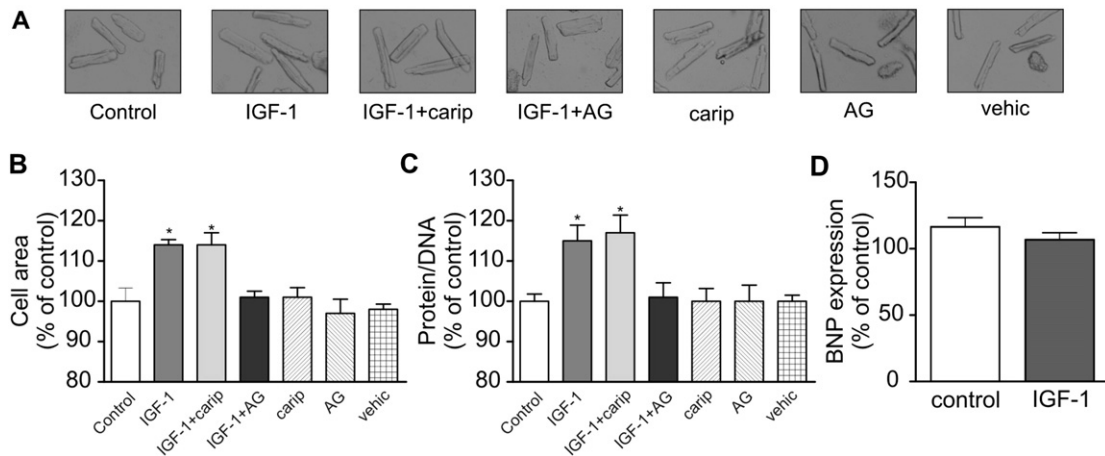 A
Control
IGF-1
IGF-1+carip
IGF-1+AG
carip
AG
vehic
B
Cell area
(% of control)
130
120
110
100
90
80
Control
IGF-1
IGF-1+carip
IGF-1+AG
carip
AG
vehic
* *
C
Protein/DNA
(% of control)
130
120
110
100
90
80
Control
IGF-1
IGF-1+carip
IGF-1+AG
carip
AG
vehic
* *
D
BNP expression
(% of control)
150
100
50
0
control
IGF-1